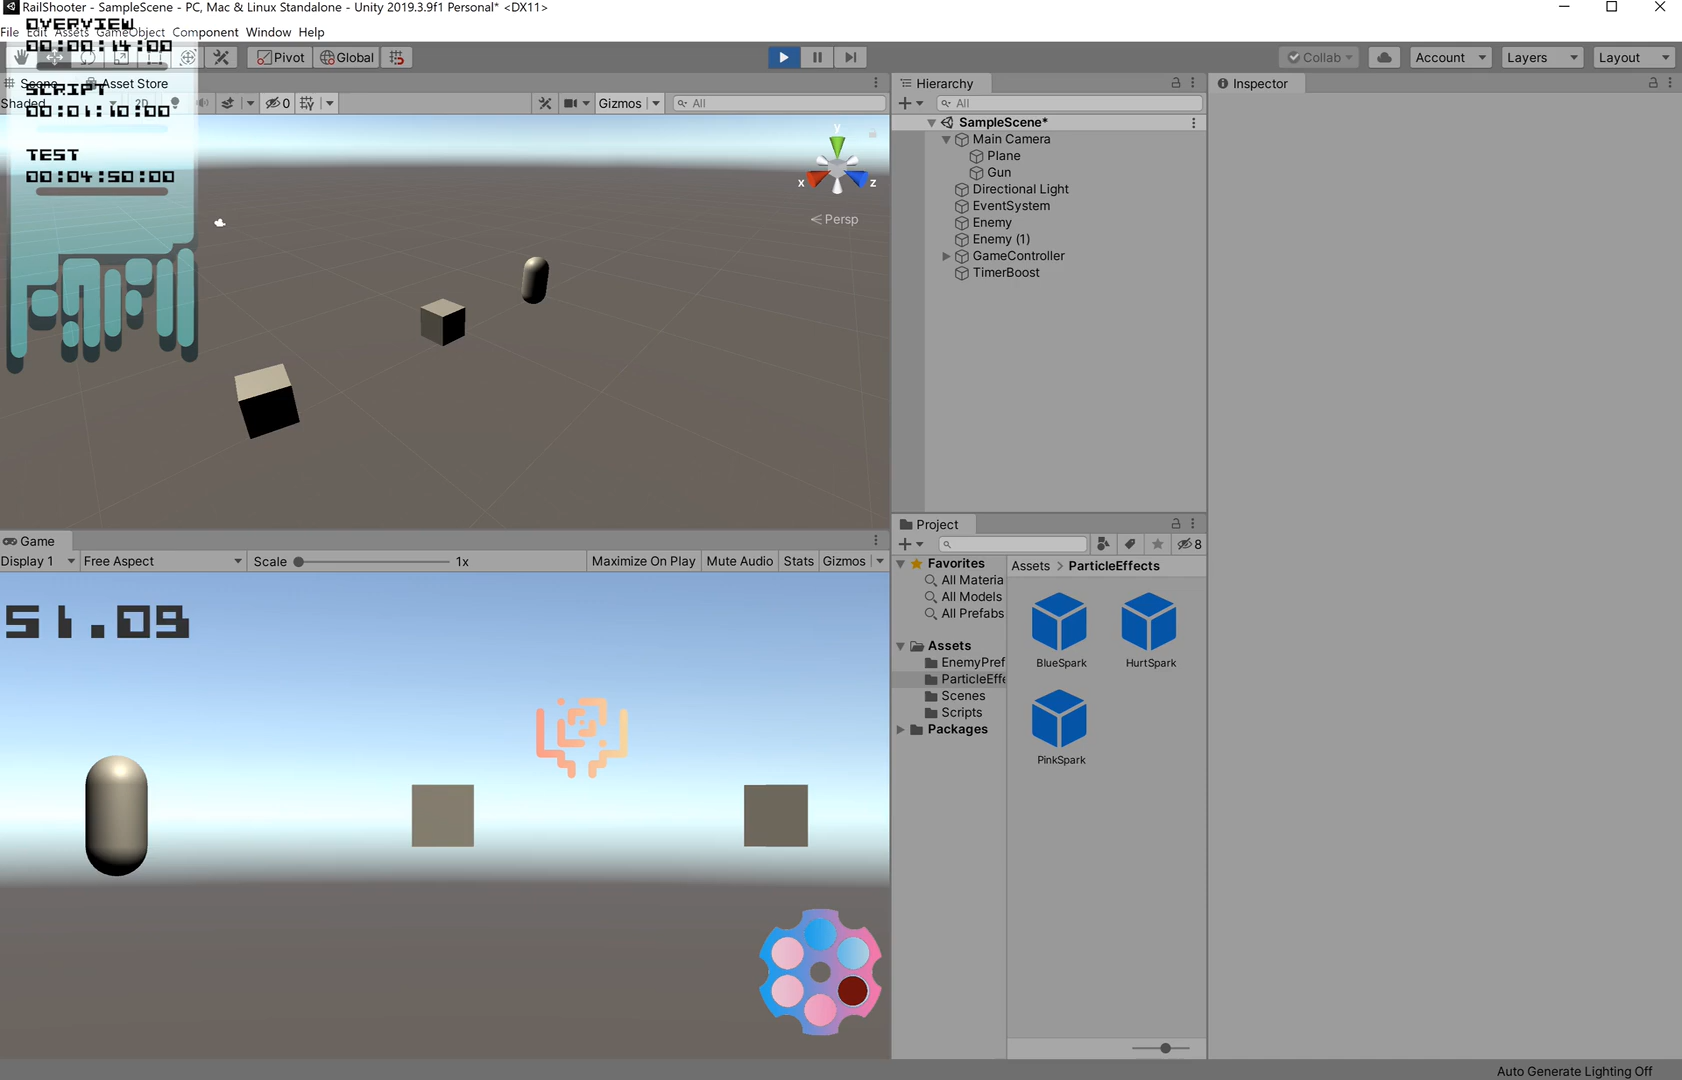 RailShooter - SampleScene - PC, Mac & Linux Standalone - Unity 2019.3.9f1 Personal* <DX11>
File Edit Assets GameObject Component Window Help
OVERVIEW
00:00:14:00
SCRIPT
00:01:10:00
TEST
00:04:50:00
Pivot Global
Collab Account Layers Layout
Scene Asset Store
Shaded 2D 0 Gizmos All
y
x z
Persp
Hierarchy
All
SampleScene*
Main Camera
Plane
Gun
Directional Light
EventSystem
Enemy
Enemy (1)
GameController
TimerBoost
Inspector
Game
Display 1 Free Aspect Scale 1x Maximize On Play Mute Audio Stats Gizmos
51.09
Project
8
Favorites
All Materia
All Models
All Prefabs
Assets
EnemyPref
ParticleEffe
Scenes
Scripts
Packages
Assets > ParticleEffects
BlueSpark HurtSpark
PinkSpark
Auto Generate Lighting Off